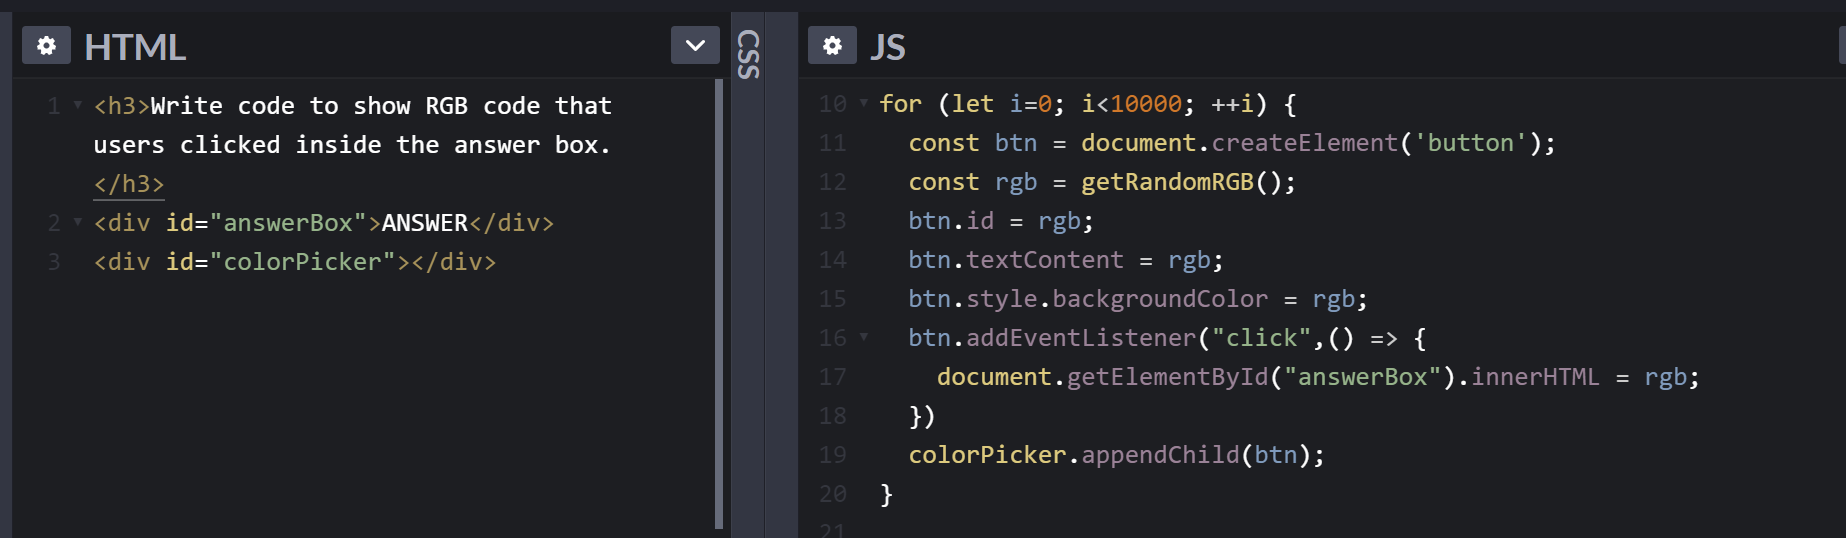 HTML
1 <h3>Write code to show RGB code that
users clicked inside the answer box.
</h3>
2 <div id="answerBox">ANSWER</div>
3 <div id="colorPicker"></div>
CSS
JS
10 for (let i=0; i<10000; ++i) {
11 const btn = document.createElement('button');
12 const rgb = getRandomRGB();
13 btn.id = rgb;
14 btn.textContent = rgb;
15 btn.style.backgroundColor = rgb;
16 btn.addEventListener("click",() => {
17 document.getElementById("answerBox").innerHTML = rgb;
18 })
19 colorPicker.appendChild(btn);
20 }
21